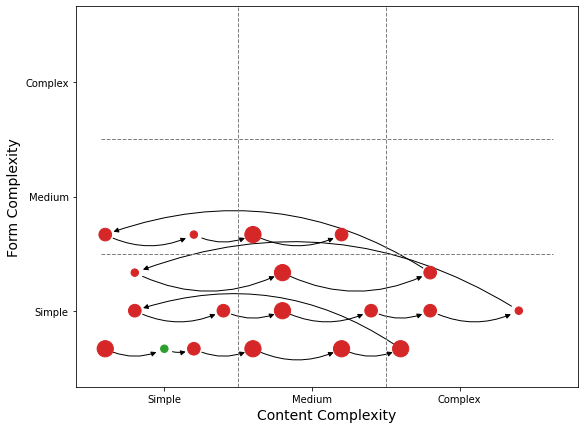 Form Complexity
Complex
Medium
Simple
Simple
Medium
Complex
Content Complexity